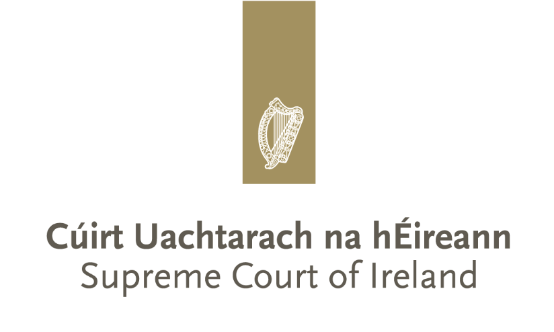 Cúirt Uachtarach na hÉireann
Supreme Court of Ireland